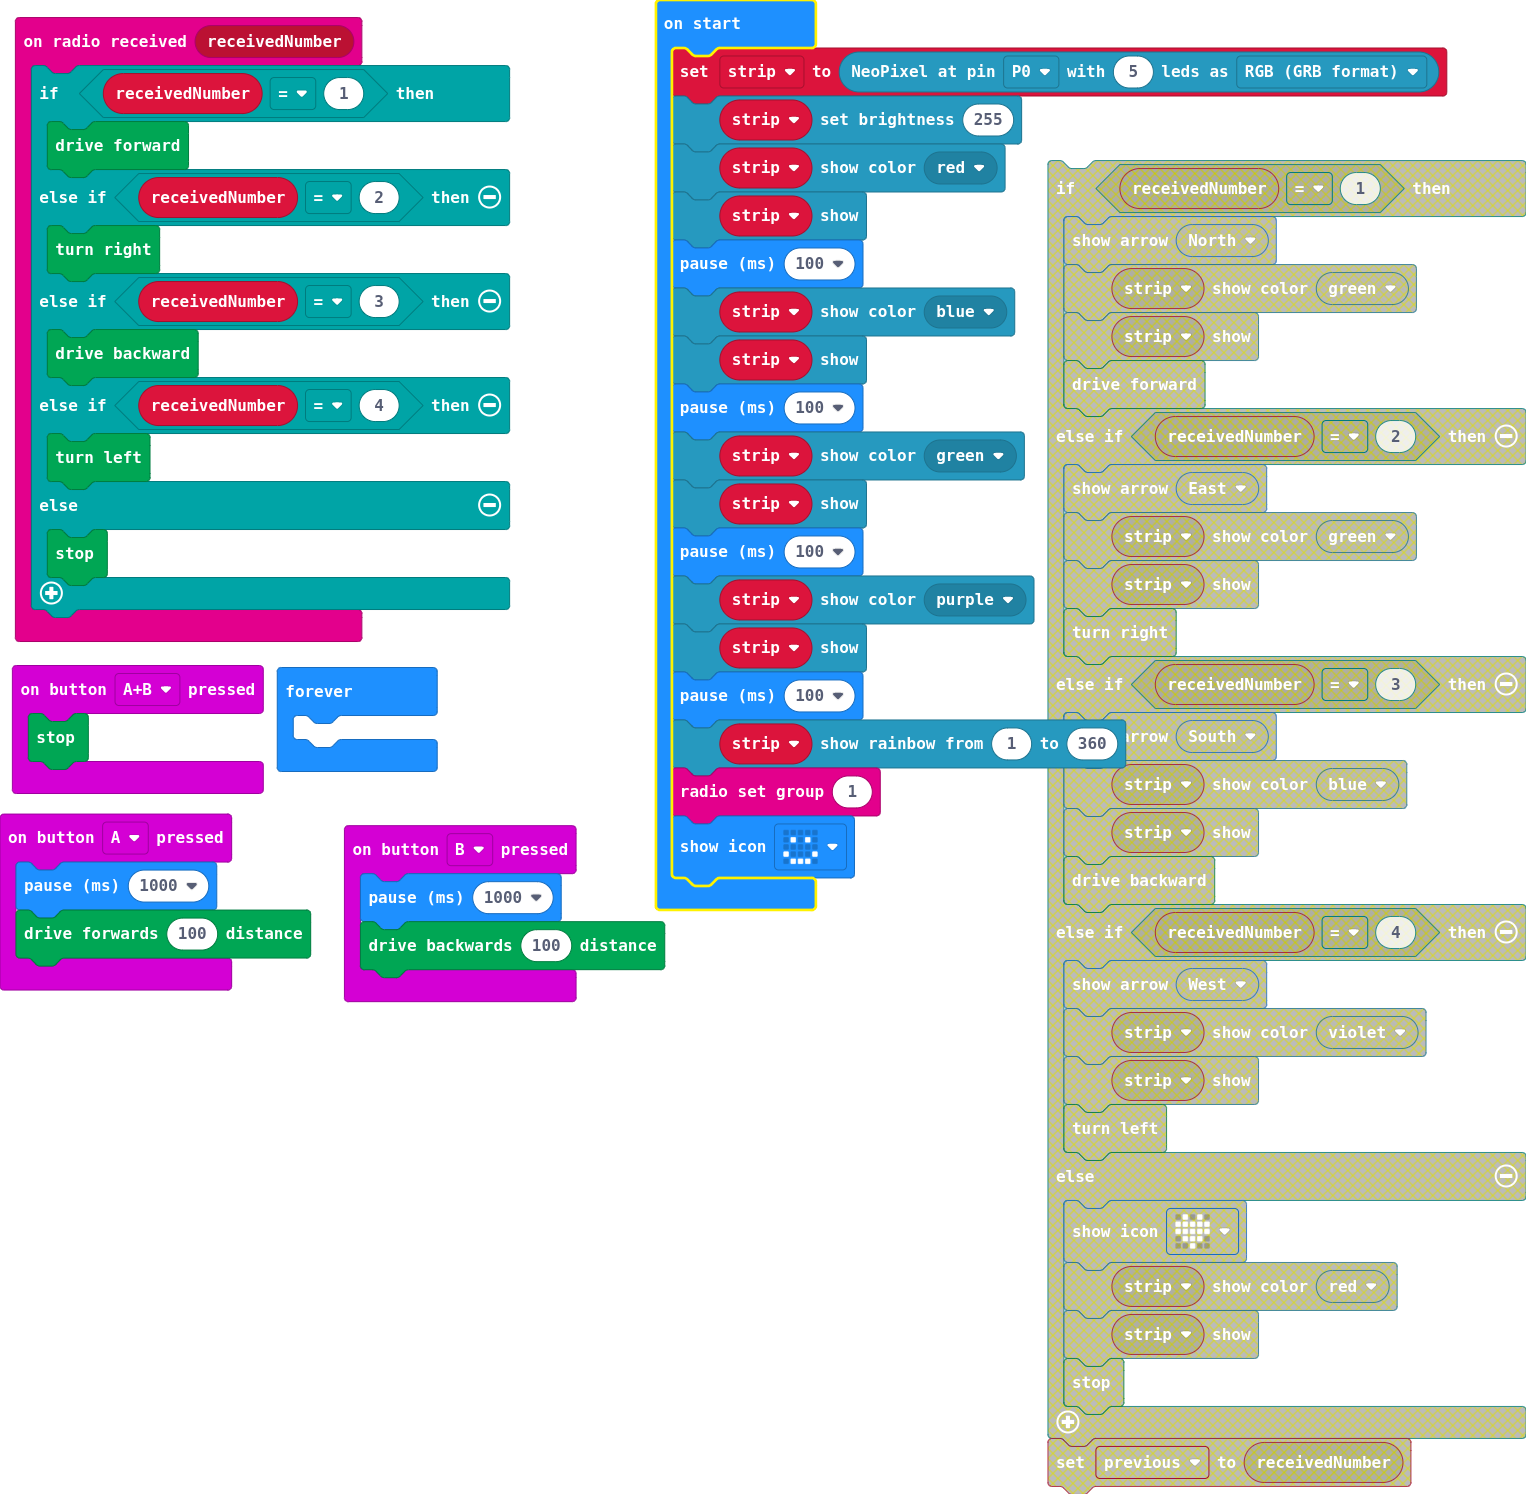 on radio received receivedNumber
if receivedNumber = 1 then
drive forward
else if receivedNumber = 2 then
turn right
else if receivedNumber = 3 then
drive backward
else if receivedNumber = 4 then
turn left
else
stop
on button A+B pressed
stop
forever
on button A pressed
pause (ms) 1000
drive forwards 100 distance
on button B pressed
pause (ms) 1000
drive backwards 100 distance
on start
set strip to NeoPixel at pin P0 with 5 leds as RGB (GRB format)
strip set brightness 255
strip show color red
strip show
pause (ms) 100
strip show color blue
strip show
pause (ms) 100
strip show color green
strip show
pause (ms) 100
strip show color purple
strip show
pause (ms) 100
strip show rainbow from 1 to 360
radio set group 1
show icon
if receivedNumber = 1 then
show arrow North
strip show color green
strip show
drive forward
else if receivedNumber = 2 then
show arrow East
strip show color green
strip show
turn right
else if receivedNumber = 3 then
arrow South
strip show color blue
strip show
drive backward
else if receivedNumber = 4 then
show arrow West
strip show color violet
strip show
turn left
else
show icon
strip show color red
strip show
stop
set previous to receivedNumber